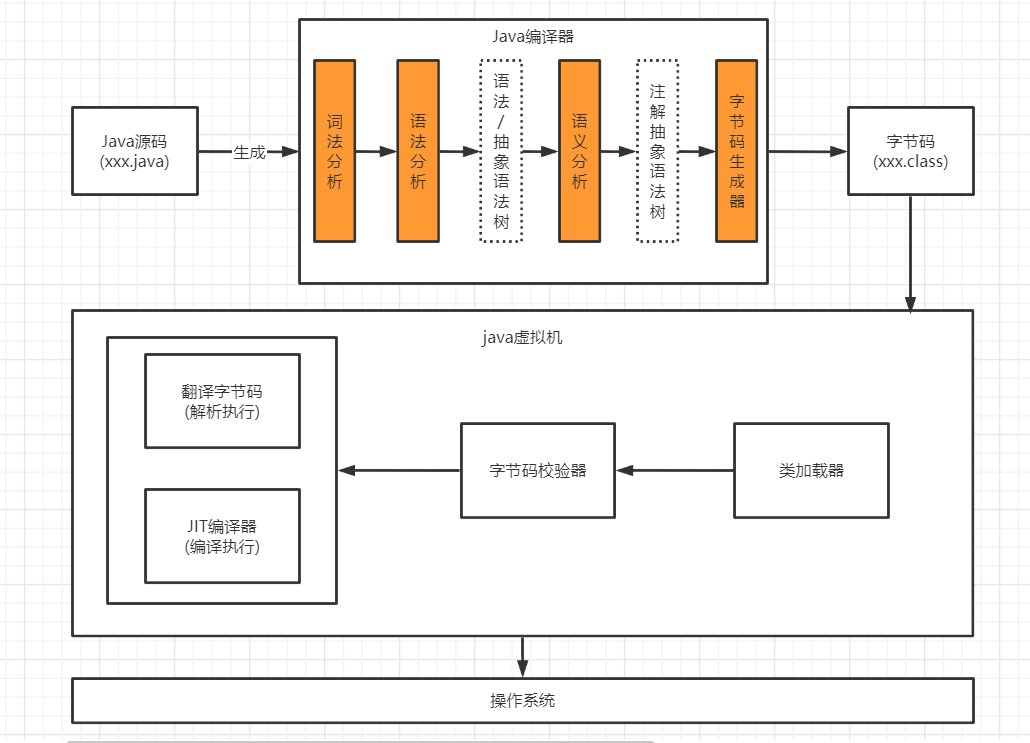 Java编译器
Java源码
(xxx.java)
生成
词法分析
语法分析
语法/抽象语法树
语义分析
注解抽象语法树
字节码生成器
字节码
(xxx.class)
java虚拟机
翻译字节码
(解析执行)
JIT编译器
(编译执行)
字节码校验器
类加载器
操作系统